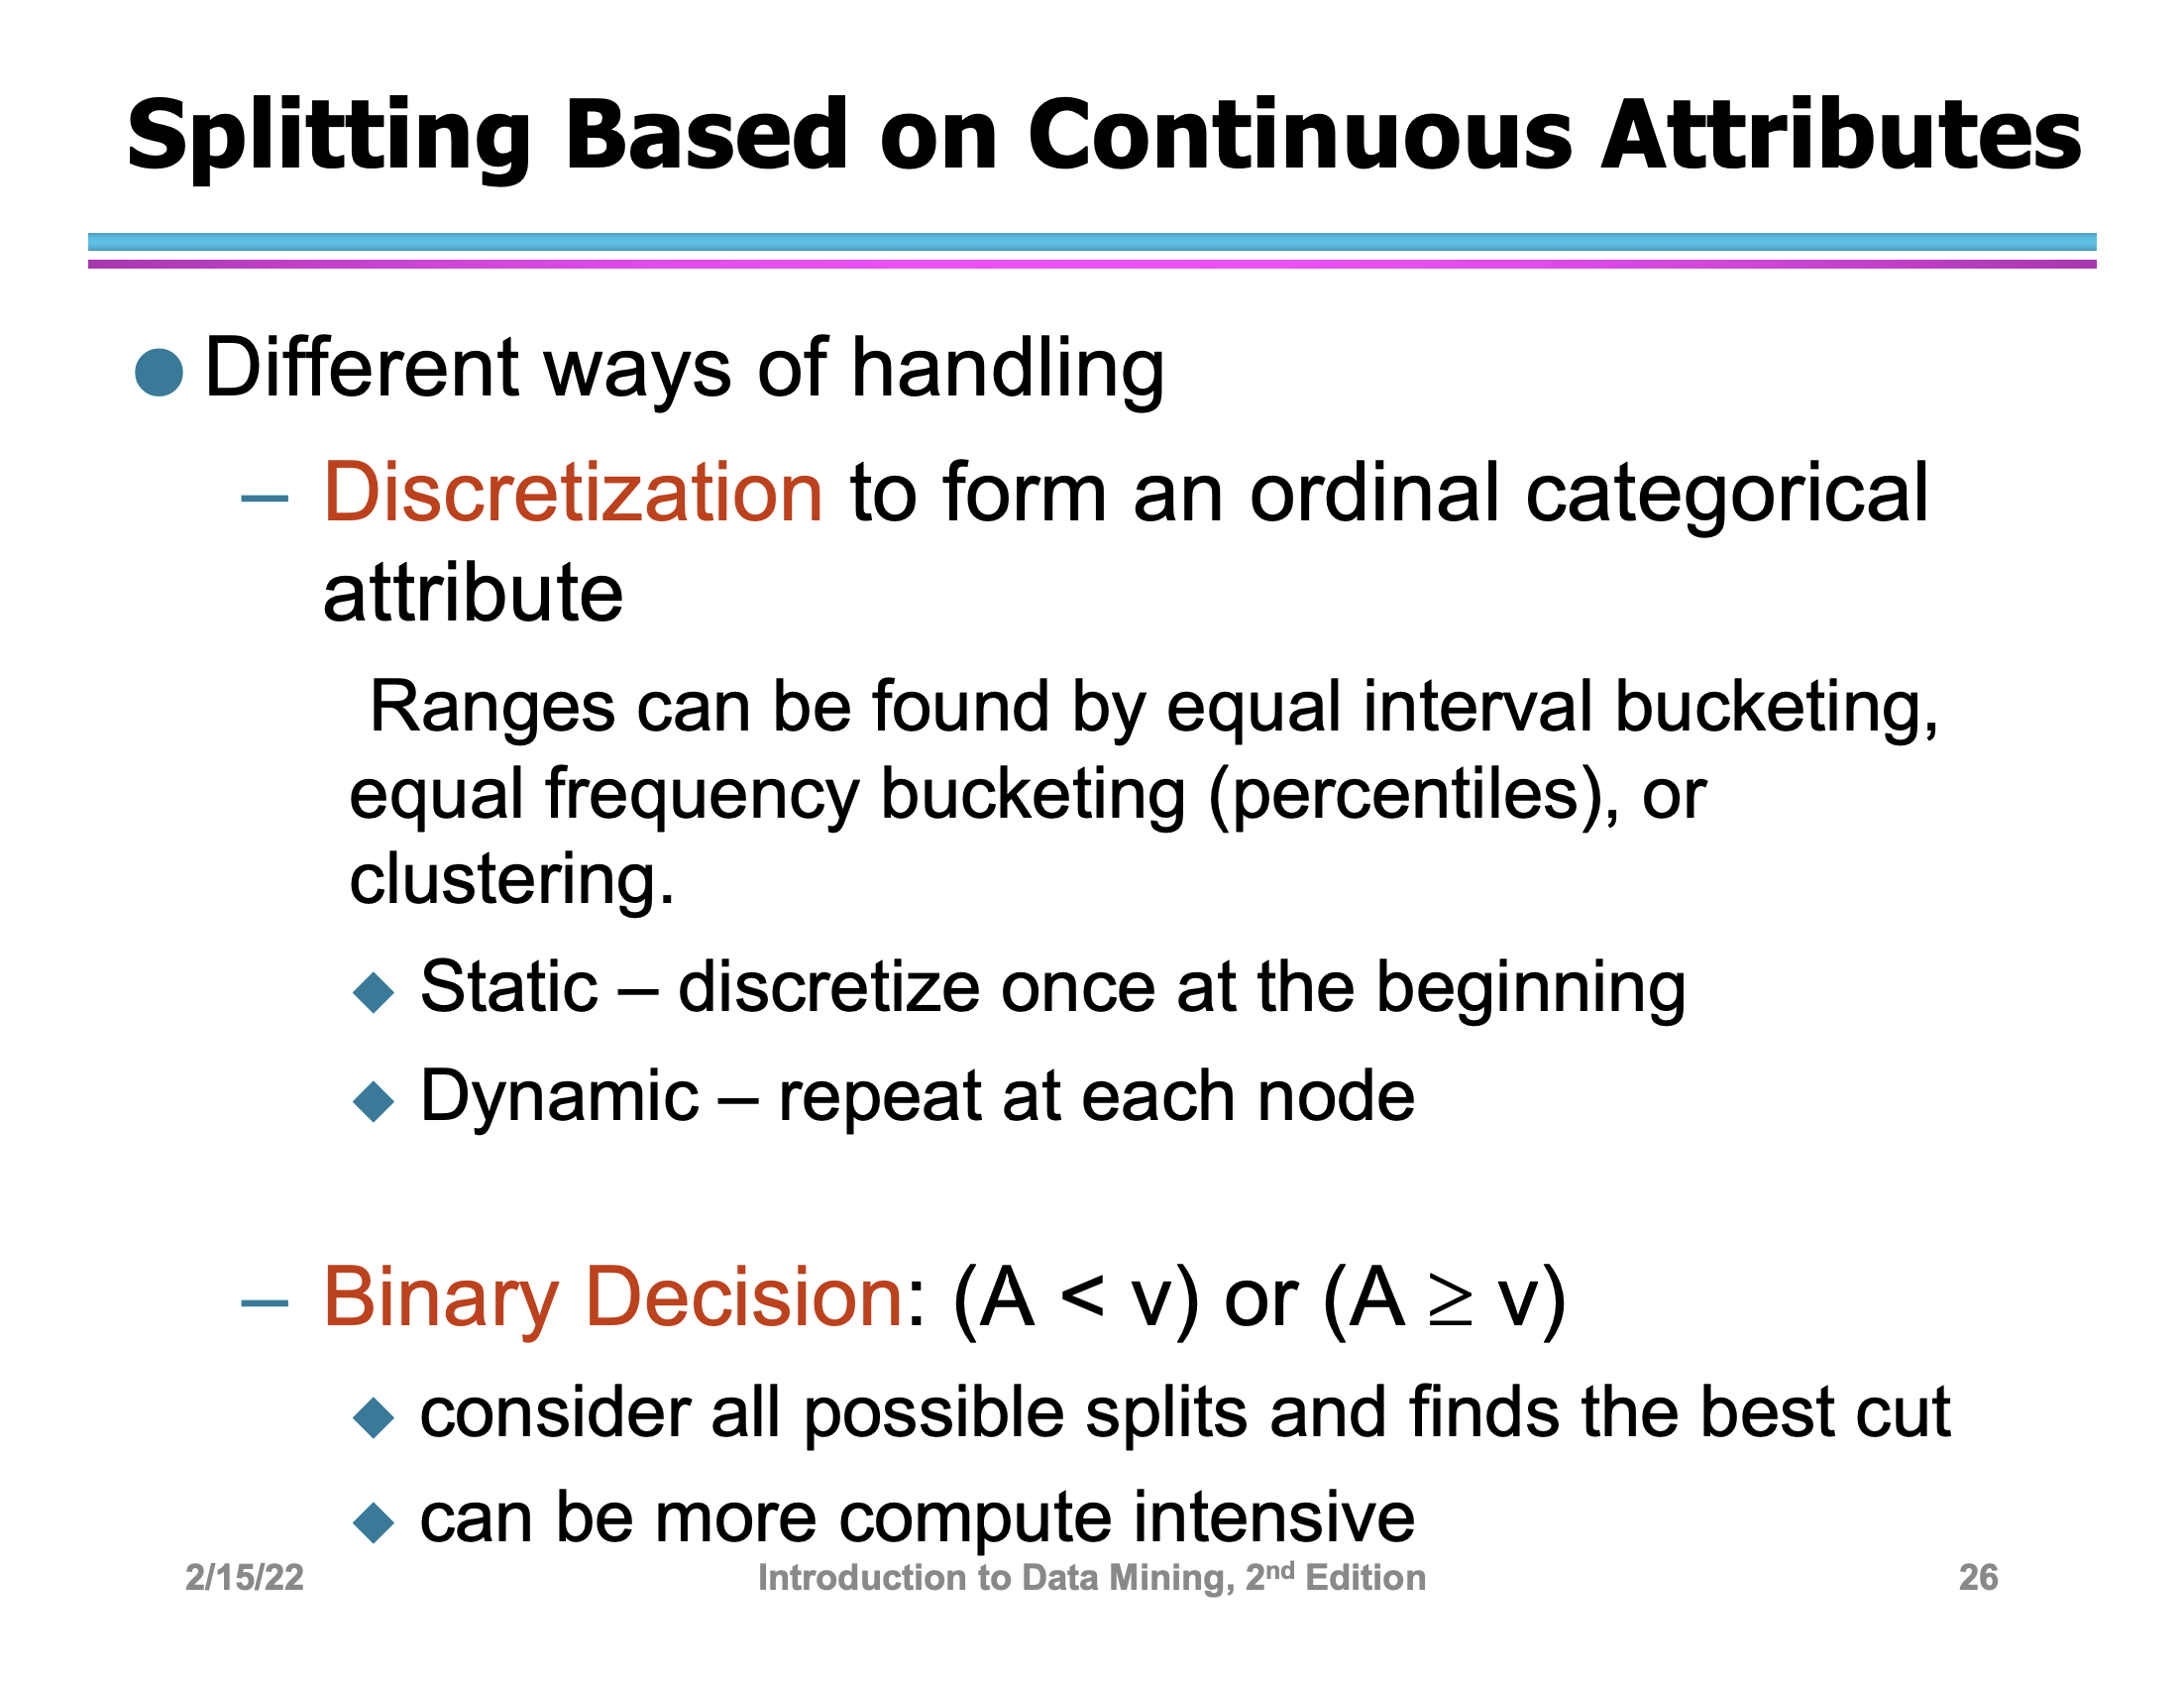 Splitting Based on Continuous Attributes
Different ways of handling
– Discretization to form an ordinal categorical
attribute
Ranges can be found by equal interval bucketing,
equal frequency bucketing (percentiles), or
clustering.
Static – discretize once at the beginning
Dynamic – repeat at each node
– Binary Decision: (A < v) or (A ≥ v)
consider all possible splits and finds the best cut
can be more compute intensive
2/15/22 Introduction to Data Mining, 2nd Edition 26